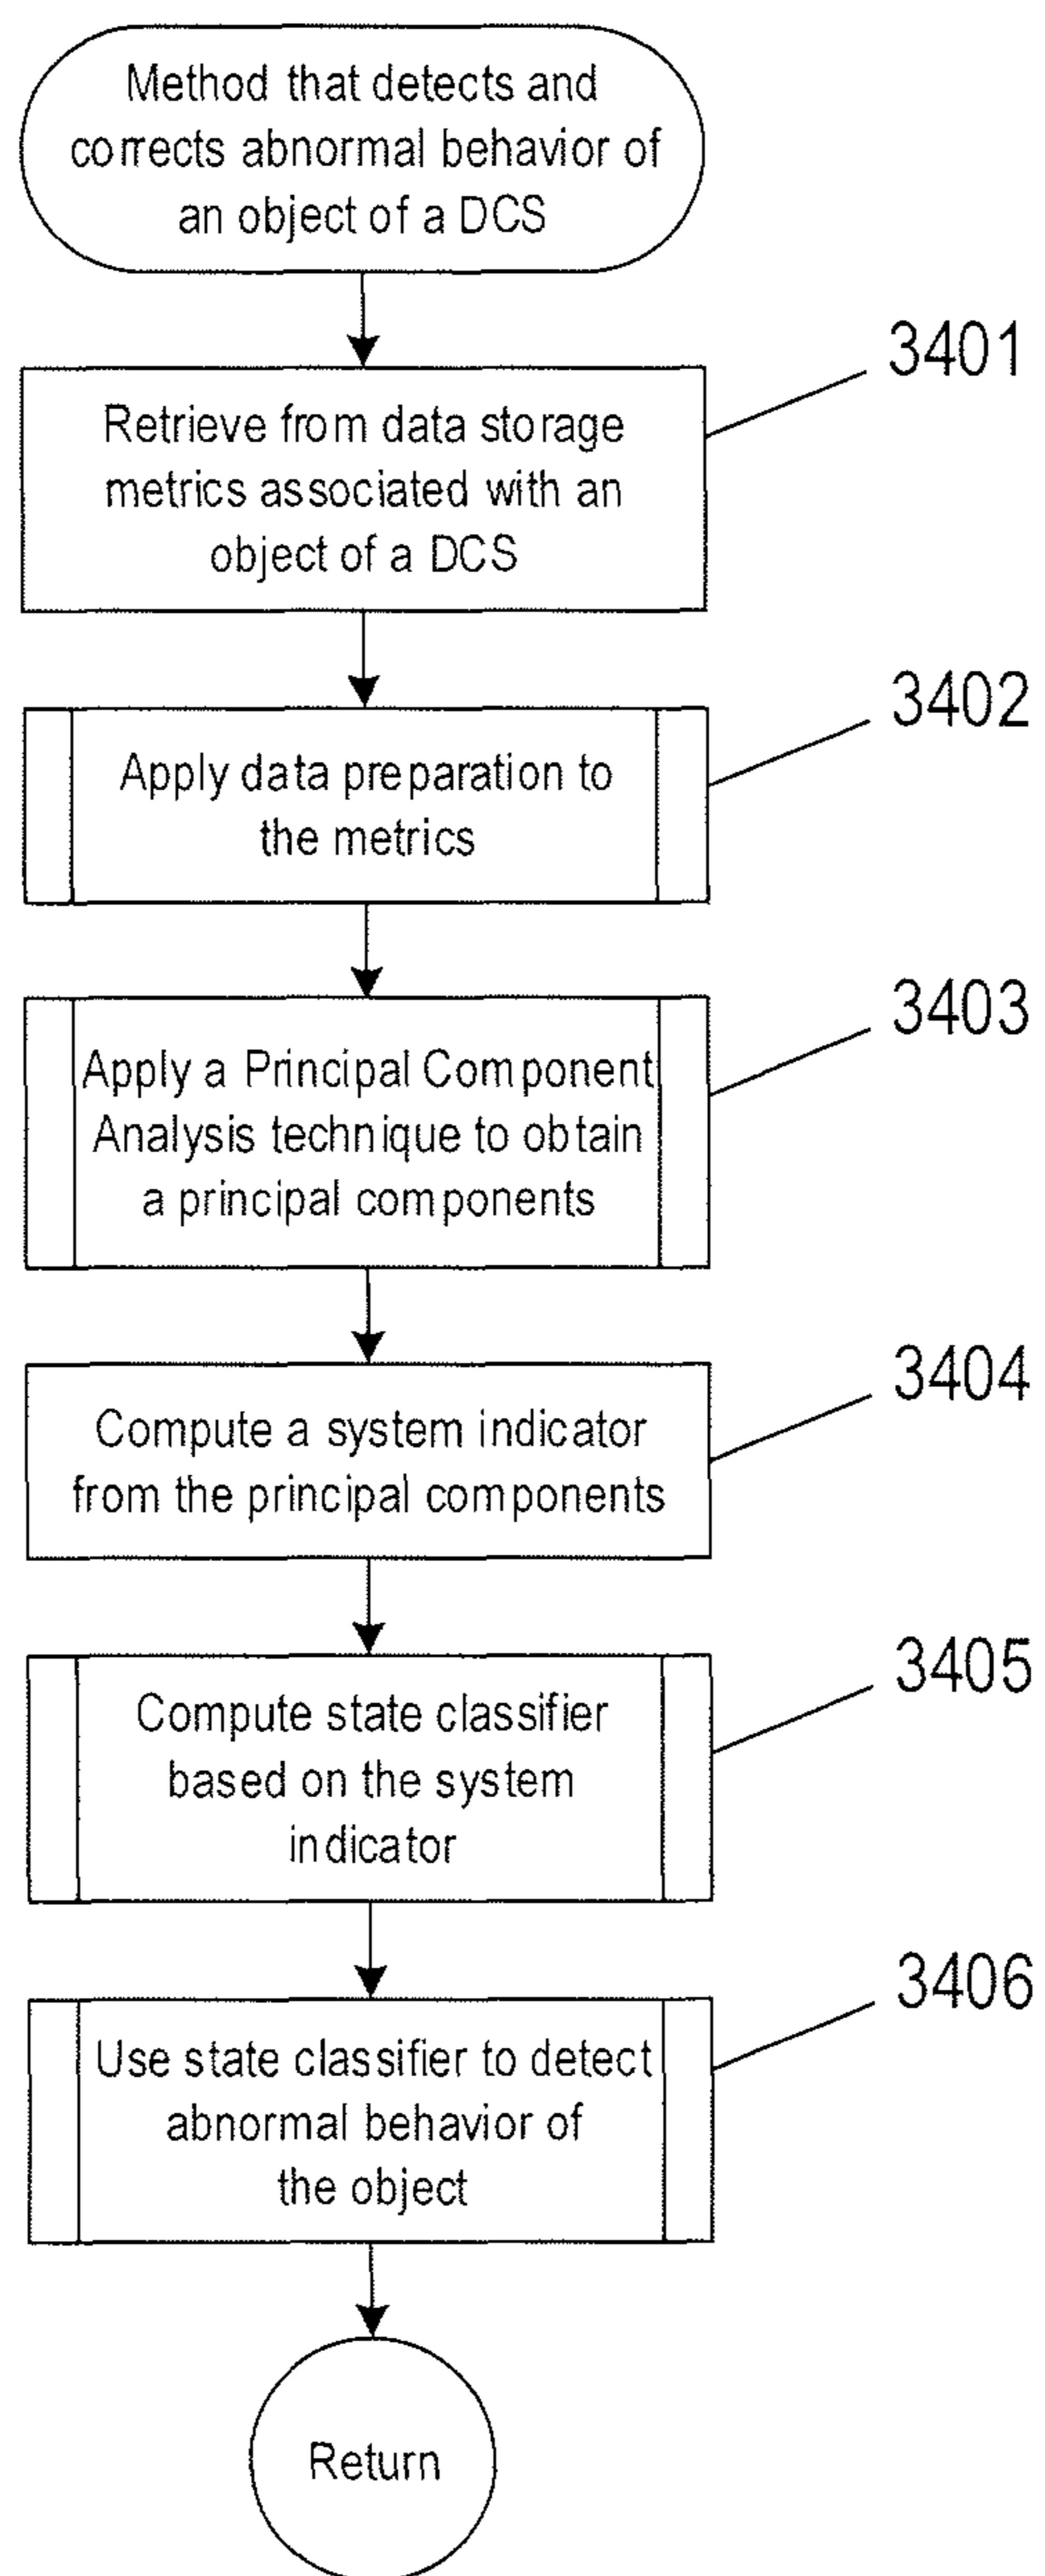 Method that detects and
corrects abnormal behavior of
an object of a DCS
3401
Retrieve from data storage
metrics associated with an
object of a DCS
3402
Apply data preparation to
the metrics
3403
Apply a Principal Component
Analysis technique to obtain
a principal components
3404
Compute a system indicator
from the principal components
3405
Compute state classifier
based on the system
indicator
3406
Use state classifier to detect
abnormal behavior of
the object
Return